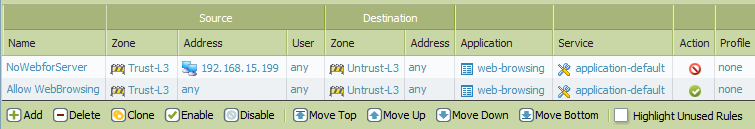 Source Destination
Name Zone Address User Zone Address Application Service Action Profile
NoWebforServer Trust-L3 192.168.15.199 any Untrust-L3 any web-browsing application-default none
Allow WebBrowsing Trust-L3 any any Untrust-L3 any web-browsing application-default none
Add Delete Clone Enable Disable Move Top Move Up Move Down Move Bottom Highlight Unused Rules